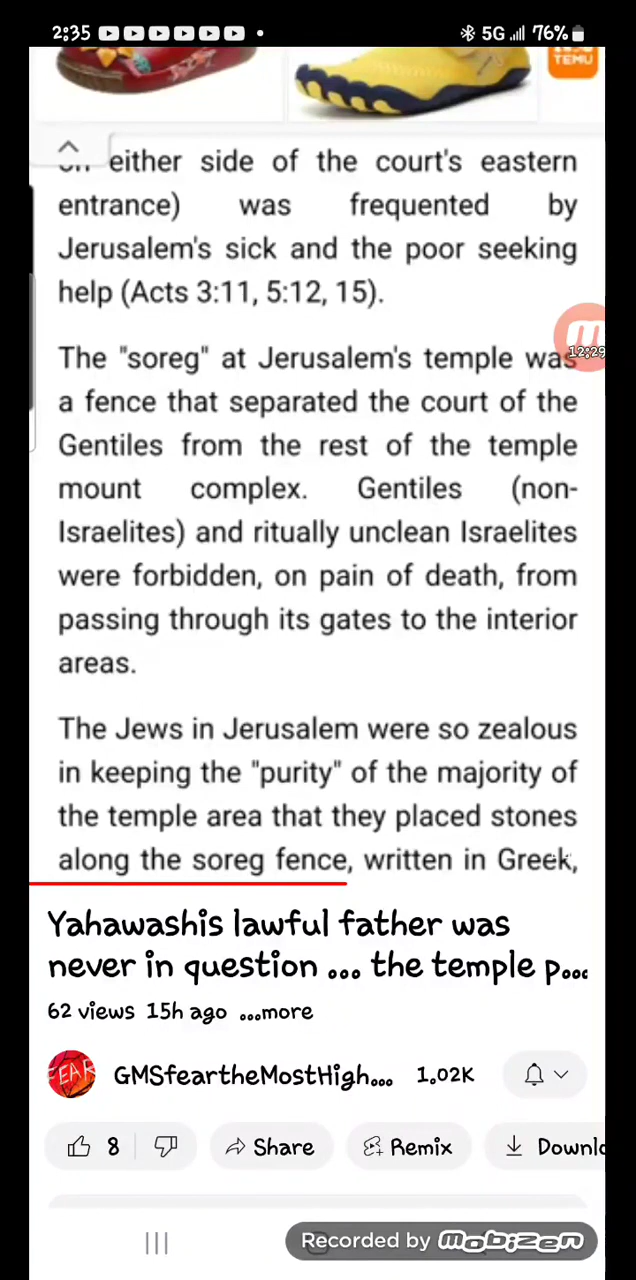 2:35
5G 76%
TEMU
either side of the court's eastern
entrance) was frequented by
Jerusalem's sick and the poor seeking
help (Acts 3:11, 5:12, 15).
12:29
The "soreg" at Jerusalem's temple was
a fence that separated the court of the
Gentiles from the rest of the temple
mount complex. Gentiles (non-
Israelites) and ritually unclean Israelites
were forbidden, on pain of death, from
passing through its gates to the interior
areas.
The Jews in Jerusalem were so zealous
in keeping the "purity" of the majority of
the temple area that they placed stones
along the soreg fence, written in Greek,
Yahawashis lawful father was
never in question ... the temple p...
62 views 15h ago ...more
FEAR
GMSfeartheMostHigh... 1.02K
8 Share Remix Downlo
Recorded by mobizen